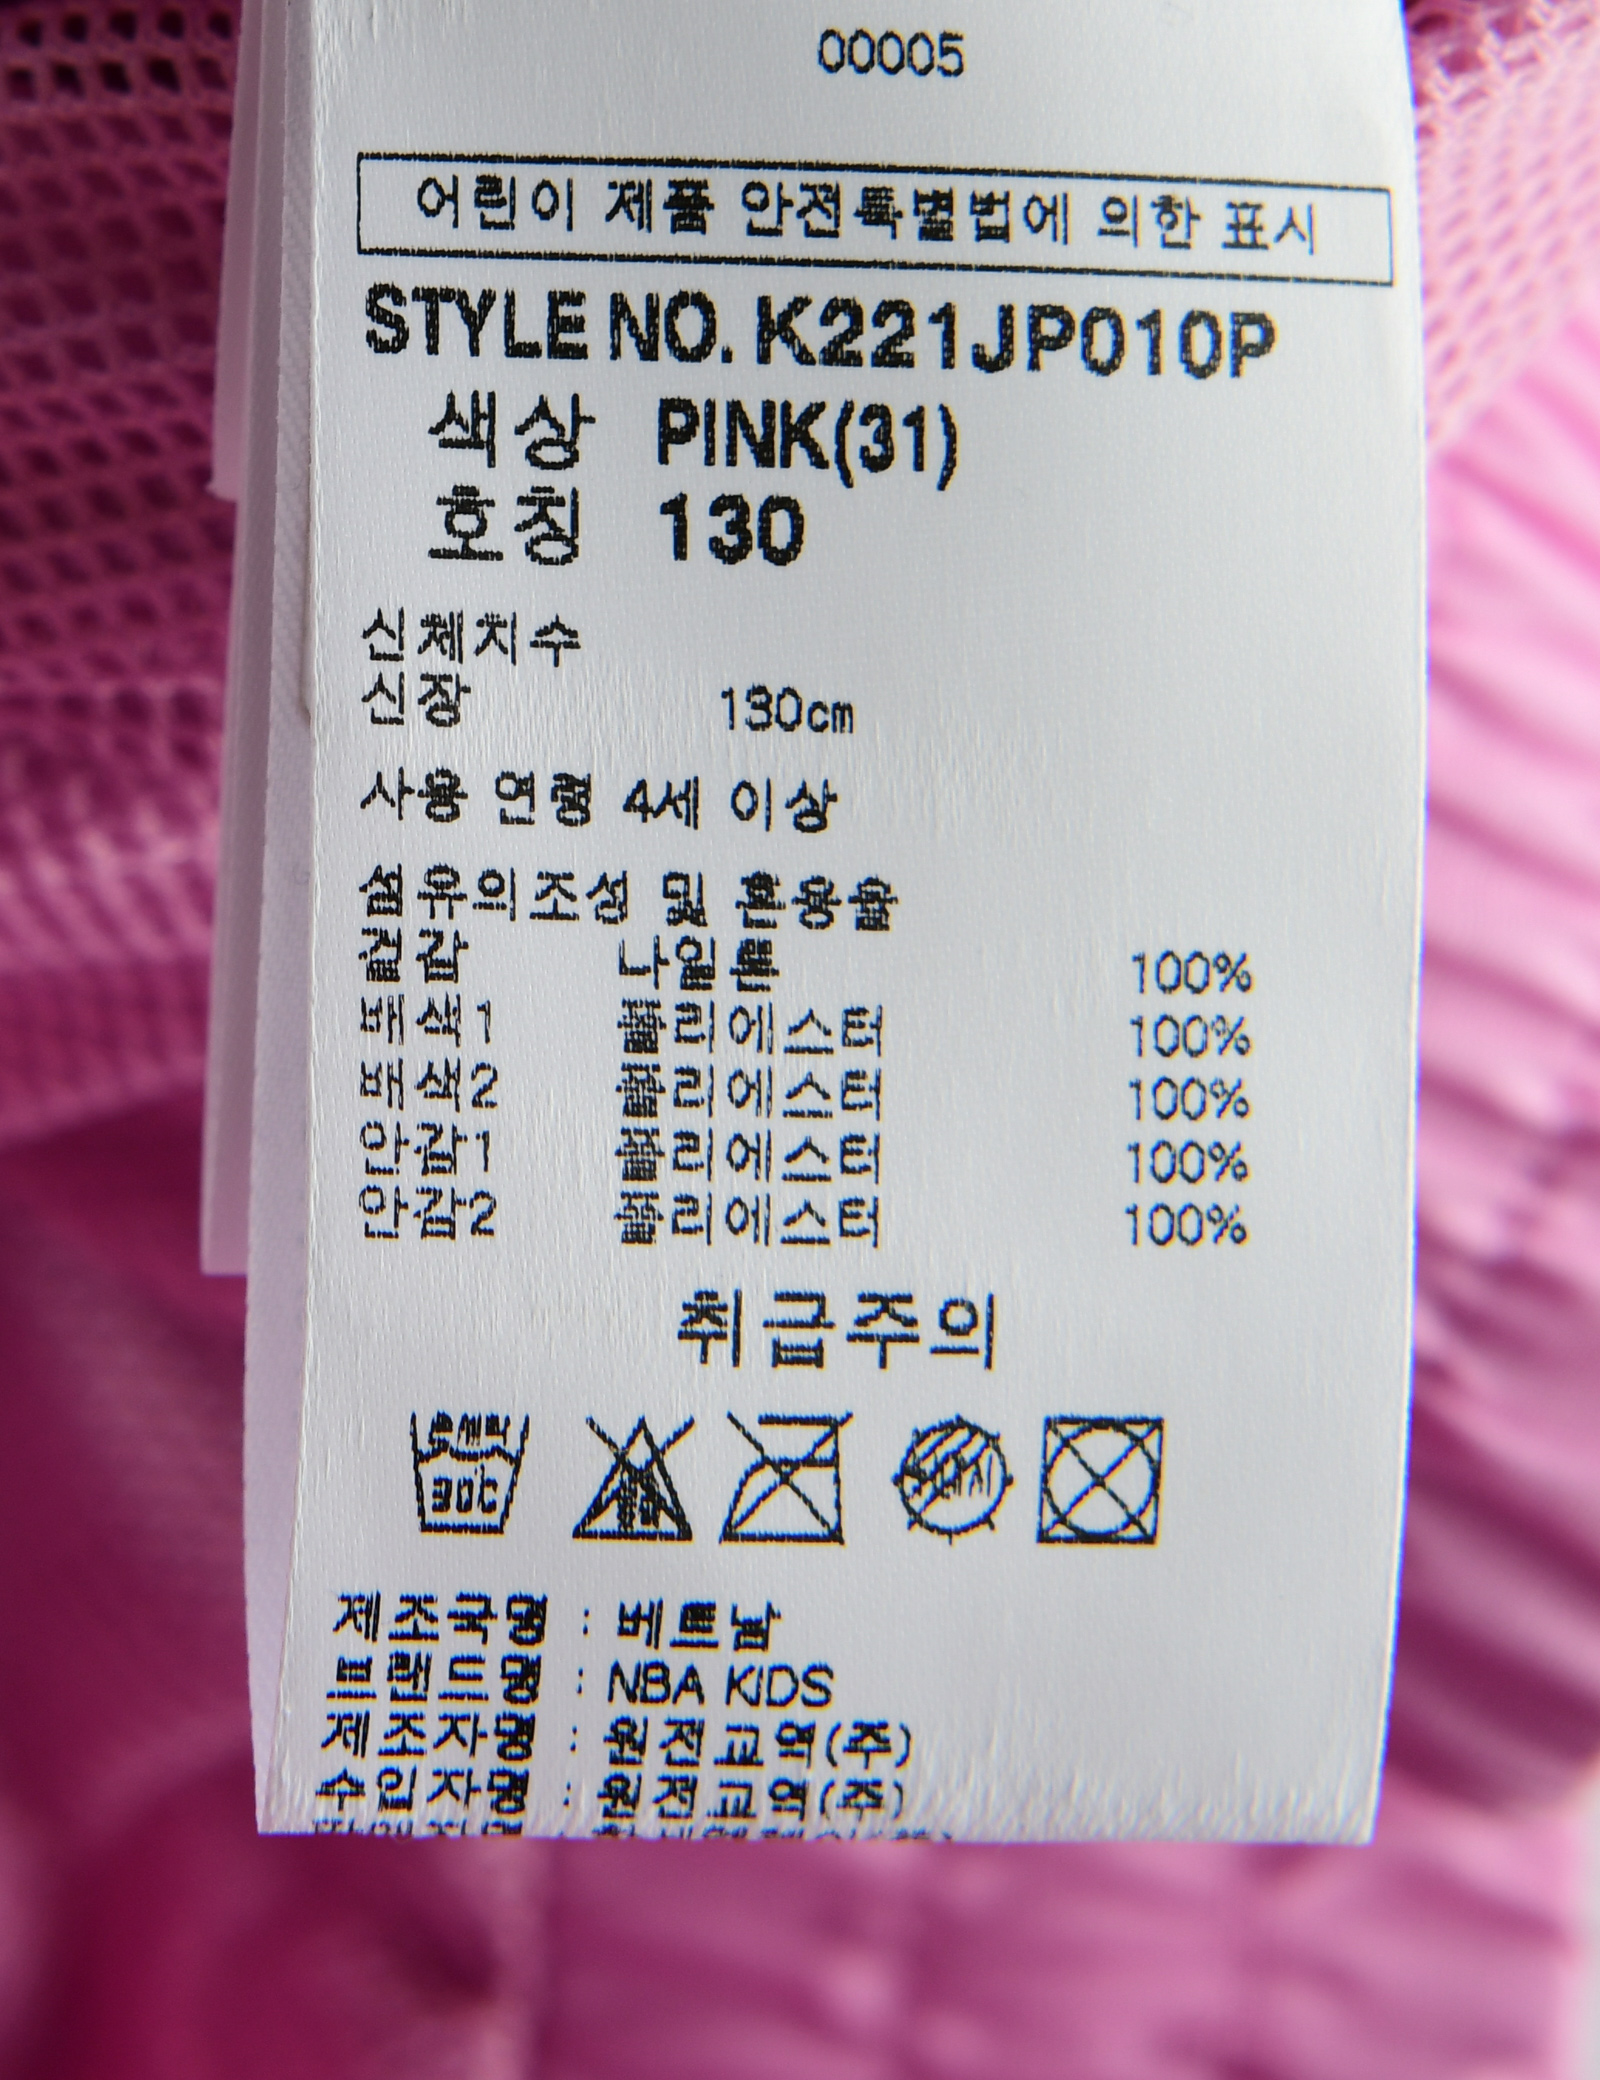 00005
어린이 제품 안전특별법에 의한 표시
STYLE NO. K221JP010P
색상 PINK(31)
호칭 130
신체치수
신장 130cm
사용 연령 4세 이상
섬유의조성 및 혼용율
겉감 나일론 100%
배색1 폴리에스터 100%
배색2 폴리에스터 100%
안감1 폴리에스터 100%
안감2 폴리에스터 100%
취급주의
30℃
제조국명 : 베트남
브랜드명 : NBA KIDS
제조자명 : 원전교역(주)
수입자명 : 원전교역(주)